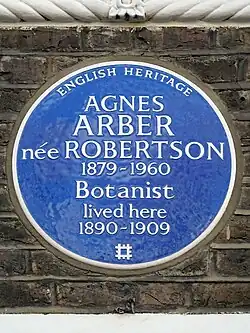 ENGLISH HERITAGE
AGNES
ARBER
née ROBERTSON
1879-1960
Botanist
lived here
1890-1909